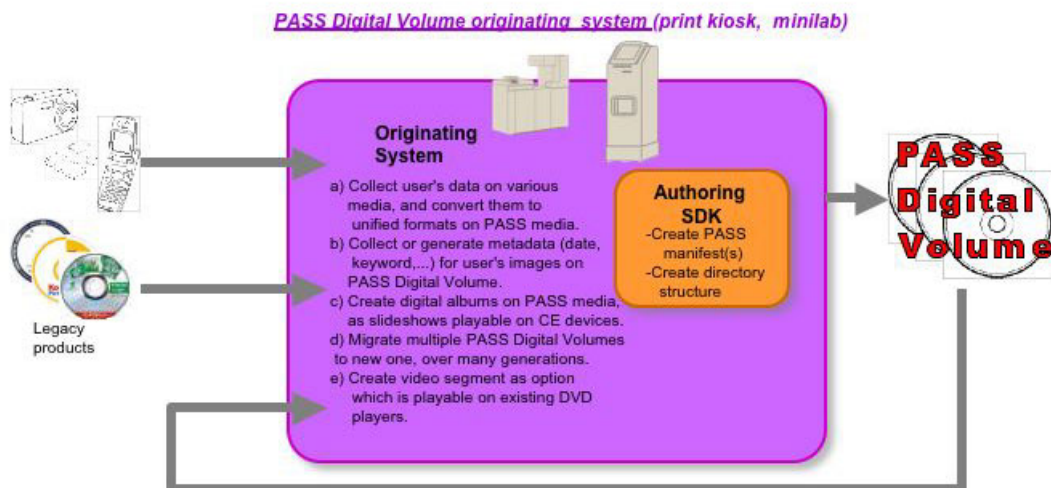 PASS Digital Volume originating system (print kiosk, minilab)
Originating
System
a) Collect user's data on various
media, and convert them to
unified formats on PASS media.
b) Collect or generate metadata (date,
keyword,...) for user's images on
PASS Digital Volume.
c) Create digital albums on PASS media,
as slideshows playable on CE devices.
d) Migrate multiple PASS Digital Volumes
to new one, over many generations.
e) Create video segment as option
which is playable on existing DVD
players.
Authoring
SDK
-Create PASS
manifest(s)
-Create directory
structure
PASS
Digital
Volume
Legacy
products